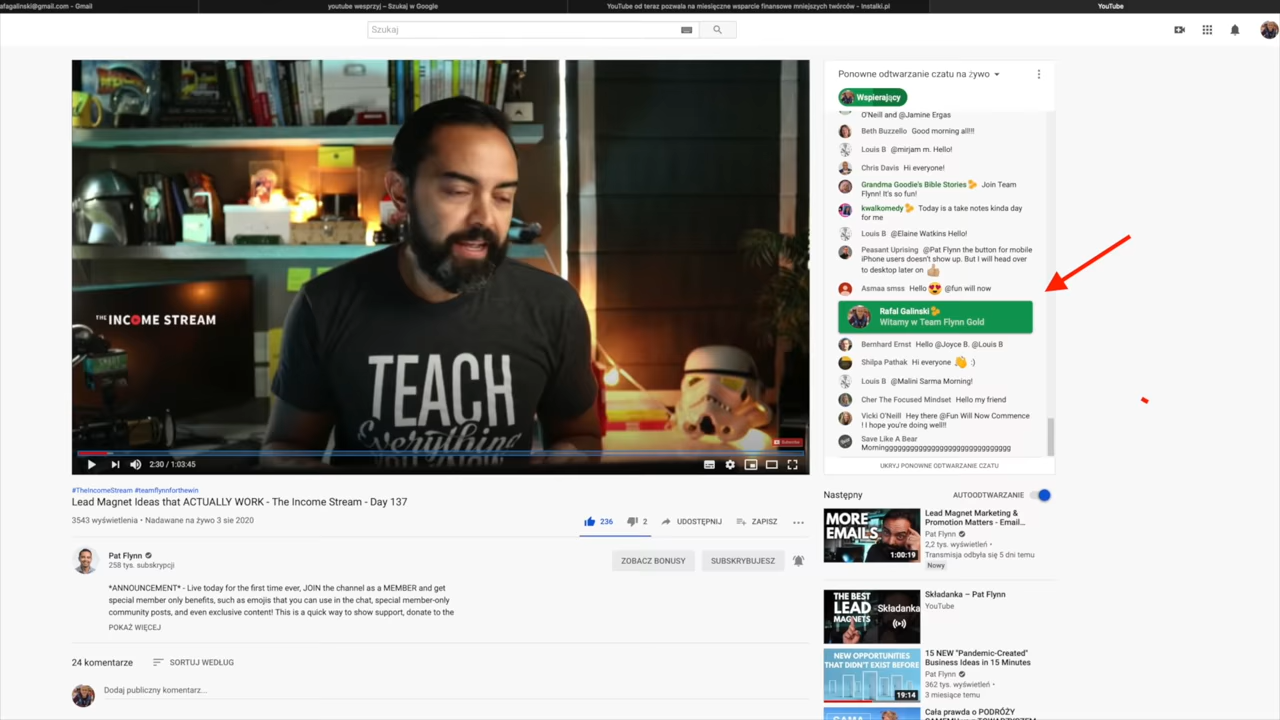 afagalinski@gmail.com - Gmail
youtube wesprzyj – Szukaj w Google
YouTube od teraz pozwala na miesięczne wsparcie finansowe mniejszych twórców - Instalki.pl
YouTube
Szukaj
THE INCOME STREAM
TEACH
Everything
Subscribe
2:30 / 1:03:45
#TheIncomeStream #teamflynnforthewin
Lead Magnet Ideas that ACTUALLY WORK - The Income Stream - Day 137
3543 wyświetlenia • Nadawane na żywo 3 sie 2020
236
2
UDOSTĘPNIJ
ZAPISZ
Pat Flynn
258 tys. subskrypcji
ZOBACZ BONUSY
SUBSKRYBUJESZ
*ANNOUNCEMENT* - Live today for the first time ever, JOIN the channel as a MEMBER and get
special member only benefits, such as emojis that you can use in the chat, special member-only
community posts, and even exclusive content! This is a quick way to show support, donate to the
POKAŻ WIĘCEJ
24 komentarze
SORTUJ WEDŁUG
Dodaj publiczny komentarz...
Ponowne odtwarzanie czatu na żywo
Wspierający
O'Neill and @Jamine Ergas
Beth Buzzello Good morning all!!!
Louis B @mirjam m. Hello!
Chris Davis Hi everyone!
Grandma Goodie's Bible Stories Join Team
Flynn! It's so fun!
kwalkomedy Today is a take notes kinda day
for me
Louis B @Elaine Watkins Hello!
Peasant Uprising @Pat Flynn the button for mobile
iPhone users doesn't show up. But I will head over
to desktop later on
Asmaa smss Hello 😍 @fun will now
Rafal Galinski
Witamy w Team Flynn Gold
Bernhard Ernst Hello @Joyce B. @Louis B
Shilpa Pathak Hi everyone 👋 :)
Louis B @Malini Sarma Morning!
Cher The Focused Mindset Hello my friend
Vicki O'Neill Hey there @Fun Will Now Commence
! I hope you're doing well!!
Save Like A Bear
Morninggggggggggggggggggggggggggggg
UKRYJ PONOWNE ODTWARZANIE CZATU
Następny
AUTOODTWARZANIE
MORE
EMAILS
1:00:19
Lead Magnet Marketing &
Promotion Matters - Email...
Pat Flynn
2,2 tys. wyświetleń •
Transmisja odbyła się 5 dni temu
Nowy
THE BEST
LEAD
MAGNETS
Składanka
Składanka – Pat Flynn
YouTube
NEW OPPORTUNITIES
THAT DIDN'T EXIST BEFORE
19:14
15 NEW "Pandemic-Created"
Business Ideas in 15 Minutes
Pat Flynn
362 tys. wyświetleń •
3 miesiące temu
SAMA
Cała prawda o PODRÓŻY